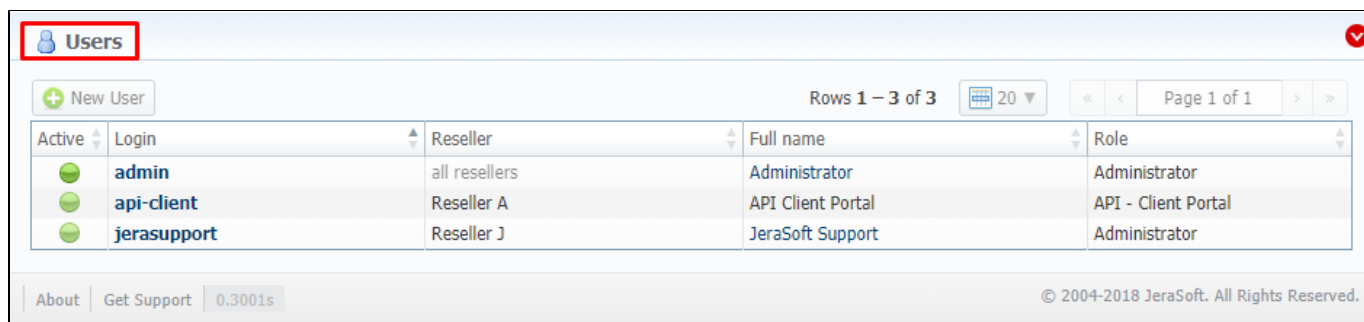 Users
New User Rows 1 – 3 of 3 20 ▼ « < Page 1 of 1 > »
Active Login Reseller Full name Role
admin all resellers Administrator Administrator
api-client Reseller A API Client Portal API - Client Portal
jerasupport Reseller J JeraSoft Support Administrator
About Get Support 0.3001s © 2004-2018 JeraSoft. All Rights Reserved.